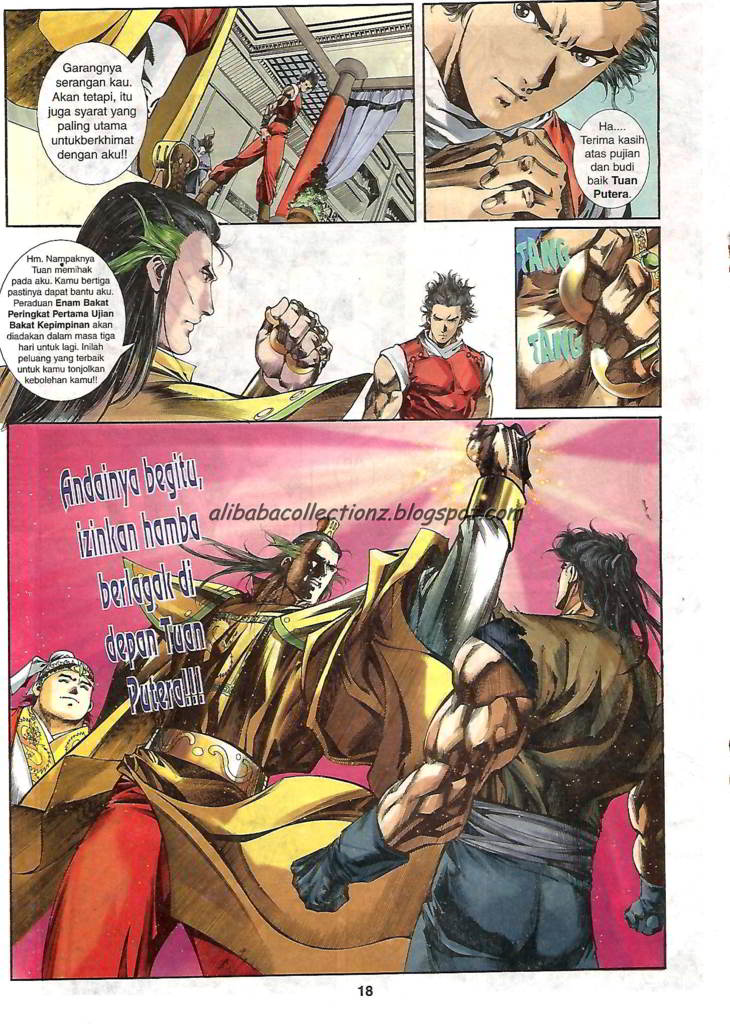 Garangnya
serangan kau.
Akan tetapi, itu
juga syarat yang
paling utama
untukberkhimat
dengan aku!!
Ha....
Terima kasih
atas pujian
dan budi
baik Tuan
Putera.
Hm. Nampaknya
Tuan memihak
pada aku. Kamu bertiga
pastinya dapat bantu aku.
Peraduan Enam Bakat
Peringkat Pertama Ujian
Bakat Kepimpinan akan
diadakan dalam masa tiga
hari untuk lagi. Inilah
peluang yang terbaik
untuk kamu tonjolkan
kebolehan kamu!!
TANG
TANG
Andainya begitu,
izinkan hamba
berlagak di
depan Tuan
Putera!!!
alibabacollectionz.blogspot.com
18